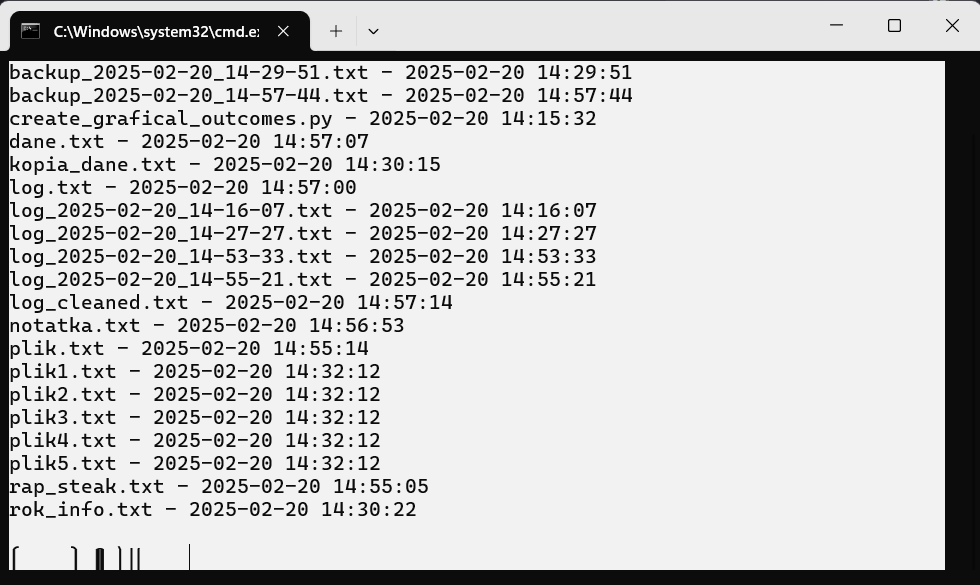 C:\Windows\system32\cmd.e
backup_2025-02-20_14-29-51.txt - 2025-02-20 14:29:51
backup_2025-02-20_14-57-44.txt - 2025-02-20 14:57:44
create_grafical_outcomes.py - 2025-02-20 14:15:32
dane.txt - 2025-02-20 14:57:07
kopia_dane.txt - 2025-02-20 14:30:15
log.txt - 2025-02-20 14:57:00
log_2025-02-20_14-16-07.txt - 2025-02-20 14:16:07
log_2025-02-20_14-27-27.txt - 2025-02-20 14:27:27
log_2025-02-20_14-53-33.txt - 2025-02-20 14:53:33
log_2025-02-20_14-55-21.txt - 2025-02-20 14:55:21
log_cleaned.txt - 2025-02-20 14:57:14
notatka.txt - 2025-02-20 14:56:53
plik.txt - 2025-02-20 14:55:14
plik1.txt - 2025-02-20 14:32:12
plik2.txt - 2025-02-20 14:32:12
plik3.txt - 2025-02-20 14:32:12
plik4.txt - 2025-02-20 14:32:12
plik5.txt - 2025-02-20 14:32:12
rap_steak.txt - 2025-02-20 14:55:05
rok_info.txt - 2025-02-20 14:30:22